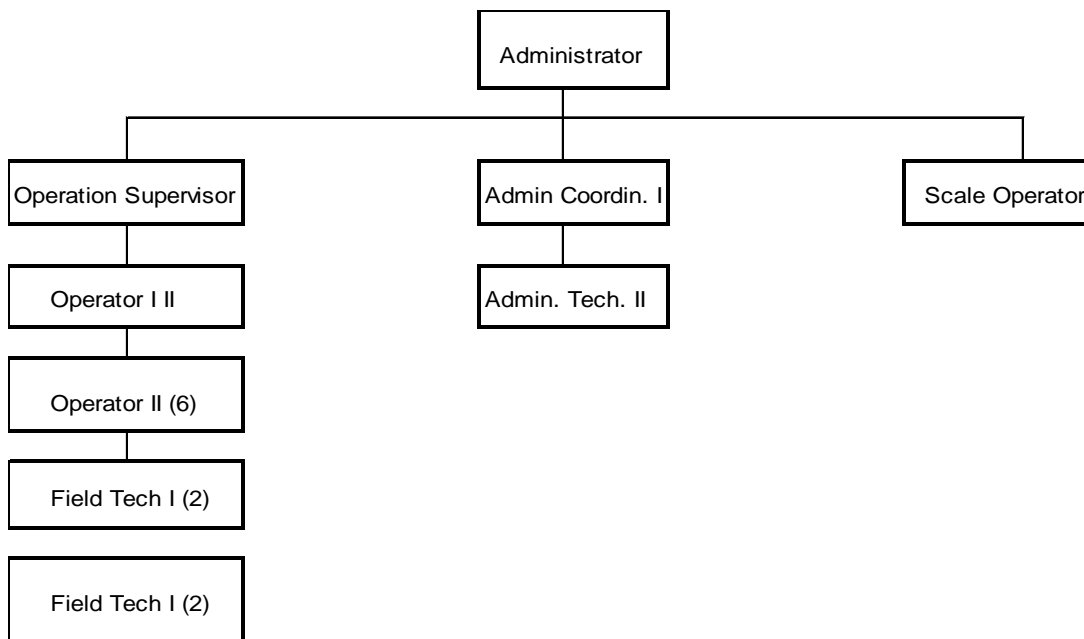 Administrator
Operation Supervisor
Admin Coordin. I
Scale Operator
Operator I II
Admin. Tech. II
Operator II (6)
Field Tech I (2)
Field Tech I (2)